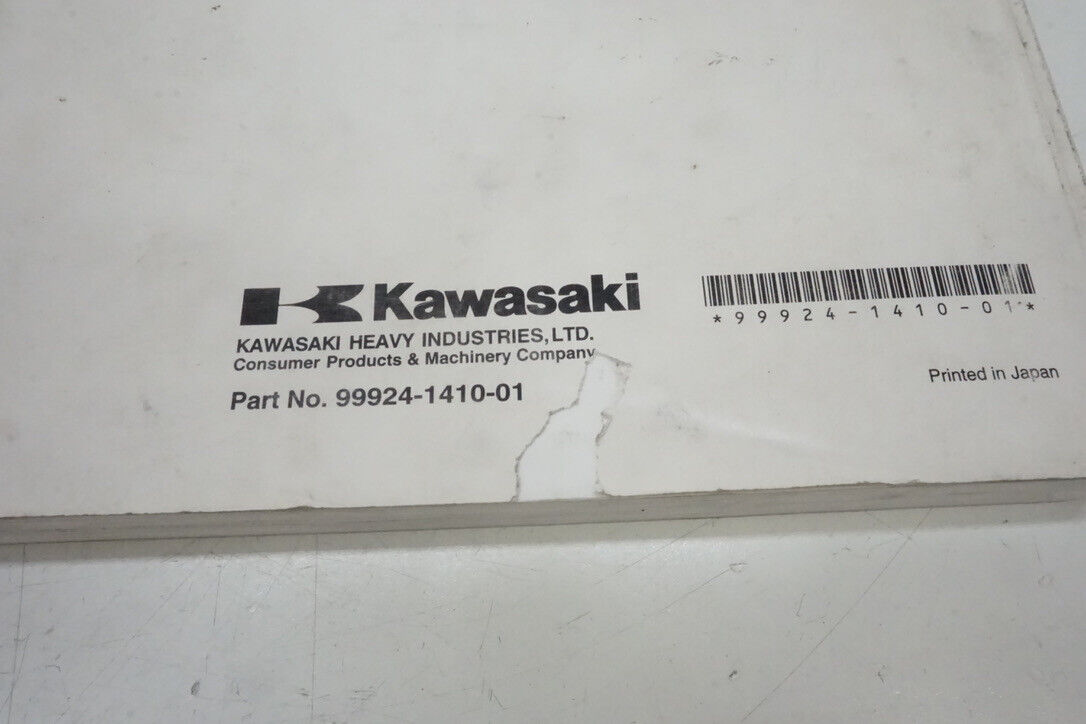 Kawasaki
KAWASAKI HEAVY INDUSTRIES, LTD.
Consumer Products & Machinery Company
Part No. 99924-1410-01
*99924-1410-01*
Printed in Japan